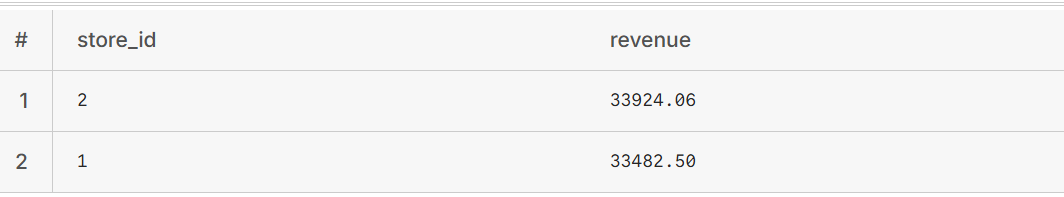 # store_id revenue
1 2 33924.06
2 1 33482.50